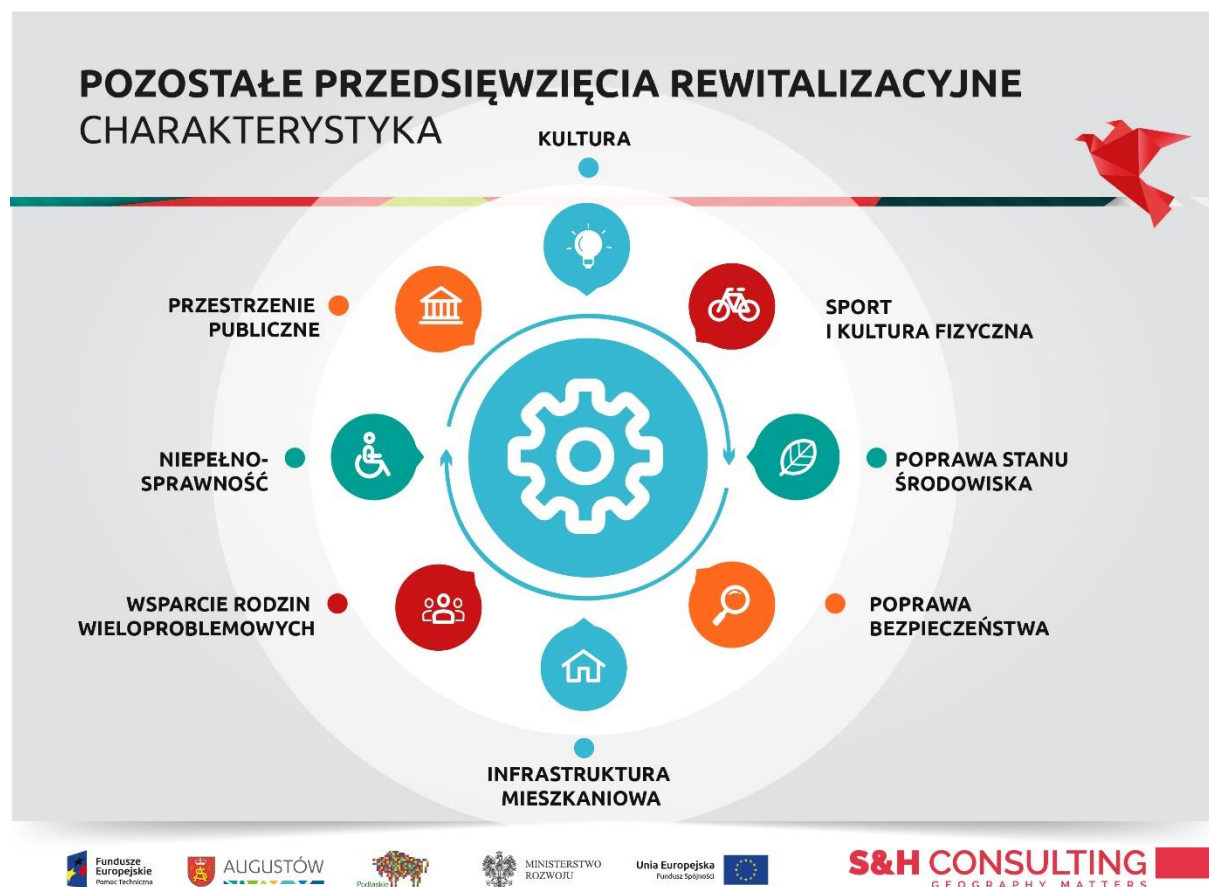 POZOSTAŁE PRZEDSIĘWZIĘCIA REWITALIZACYJNE
CHARAKTERYSTYKA
KULTURA
PRZESTRZENIE
PUBLICZNE
SPORT
I KULTURA FIZYCZNA
NIEPEŁNO-
SPRAWNOŚĆ
POPRAWA STANU
ŚRODOWISKA
WSPARCIE RODZIN
WIELOPROBLEMOWYCH
POPRAWA
BEZPIECZEŃSTWA
INFRASTRUKTURA
MIESZKANIOWA
Fundusze
Europejskie
Pomoc Techniczna
AUGUSTÓW
Podlaskie
MINISTERSTWO
ROZWOJU
Unia Europejska
Fundusz Spójności
S&H CONSULTING
GEOGRAPHY MATTERS